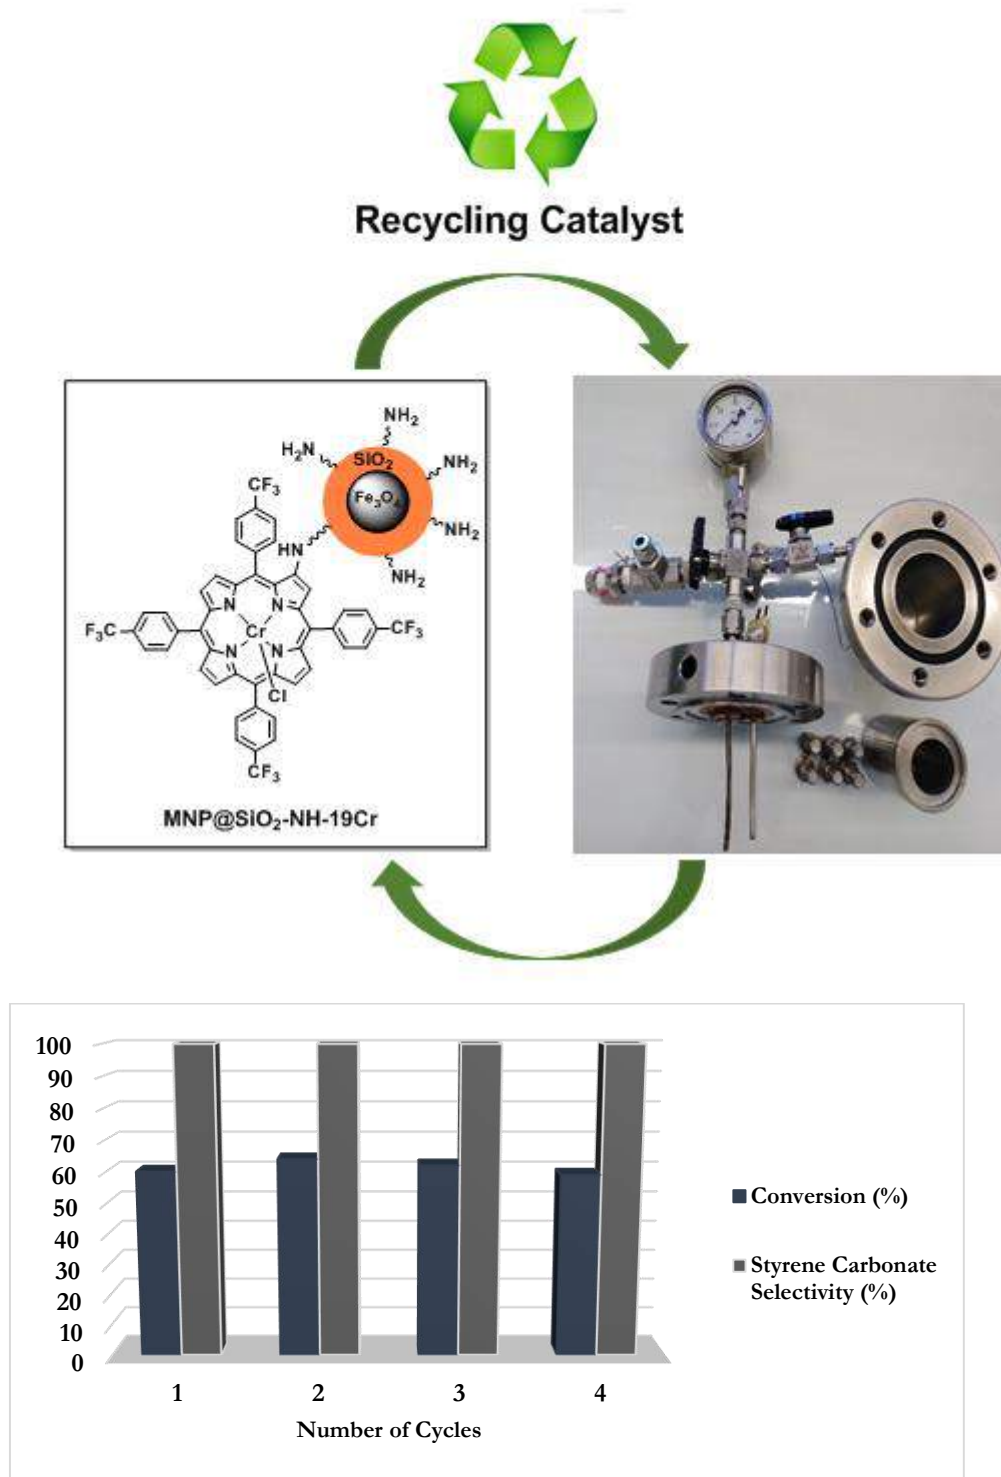 Recycling Catalyst
NH₂
H₂N
SiO₂
NH₂
Fe₃O₄
CF₃
NH₂
HN
NH₂
N
N
F₃C
Cr
CF₃
N
N
Cl
CF₃
MNP@SiO₂-NH-19Cr
100
90
80
70
60
50
40
30
20
10
0
1 2 3 4
Number of Cycles
Conversion (%)
Styrene Carbonate
Selectivity (%)